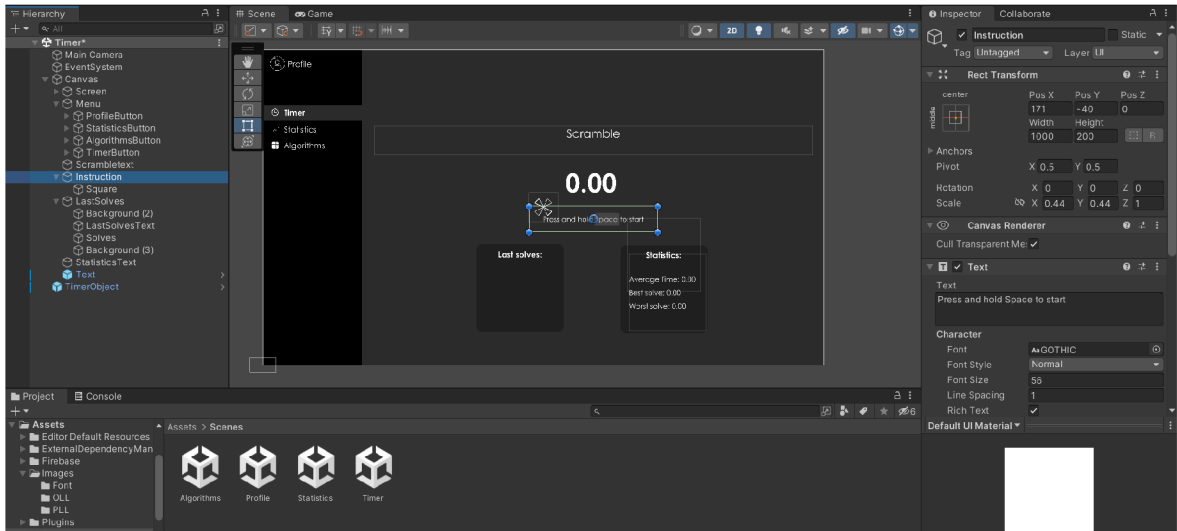 Hierarchy
All
Timer*
Main Camera
EventSystem
Canvas
Screen
Menu
ProfileButton
StatisticsButton
AlgorithmsButton
TimerButton
Scrambletext
Instruction
Square
LastSolves
Background (2)
LastSolvesText
Solves
Background (3)
StatisticsText
Text
TimerObject
Scene Game
2D
Profile
Timer
Statistics
Algorithms
Scramble
0.00
Press and hold Space to start
Last solves:
Statistics:
Average Time: 0.00
Best solve: 0.00
Worst solve: 0.00
Inspector Collaborate
Instruction Static
Tag Untagged Layer UI
Rect Transform
center Pos X Pos Y Pos Z
middle 171 -40 0
Width Height
1000 200 R
Anchors
Pivot X 0.5 Y 0.5
Rotation X 0 Y 0 Z 0
Scale X 0.44 Y 0.44 Z 1
Canvas Renderer
Cull Transparent Me
Text
Text
Press and hold Space to start
Character
Font Aa GOTHIC
Font Style Normal
Font Size 56
Line Spacing 1
Rich Text
Default UI Material
Project Console
6
Assets
Editor Default Resources
ExternalDependencyMan
Firebase
Images
Font
OLL
PLL
Plugins
Assets > Scenes
Algorithms Profile Statistics Timer